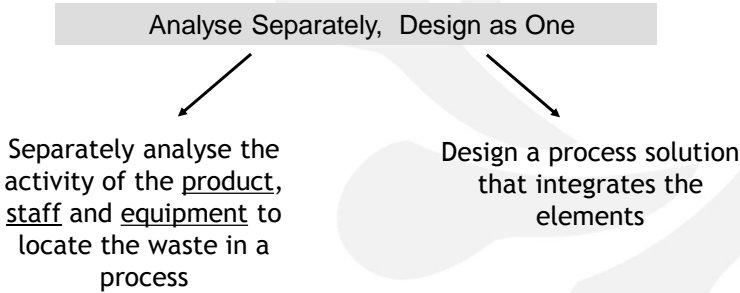 Analyse Separately,  Design as One
Separately analyse the
activity of the product,
staff and equipment to
locate the waste in a
process
Design a process solution
that integrates the
elements